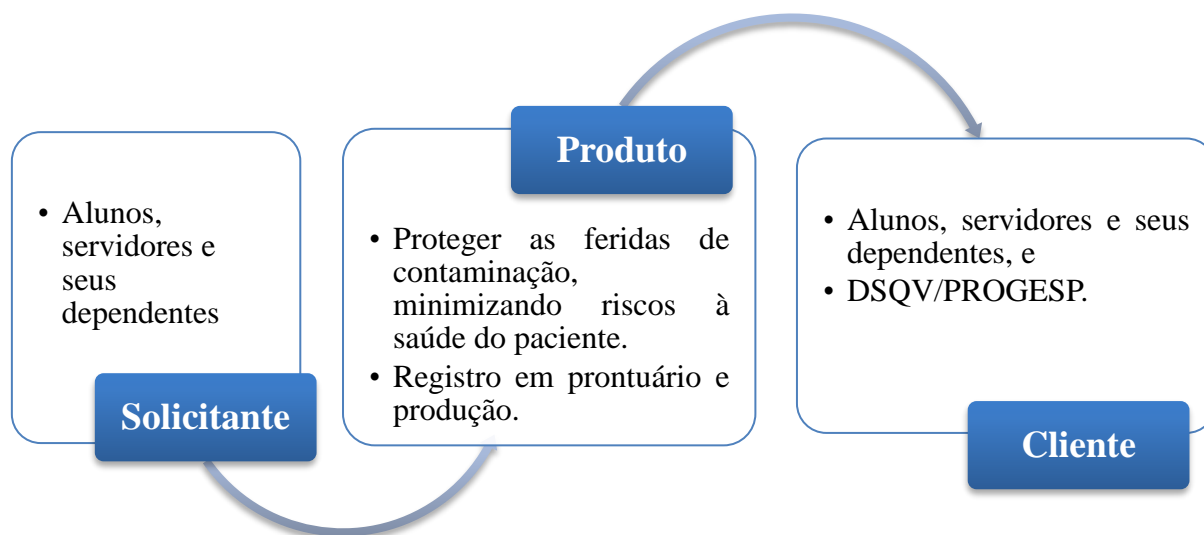 • Alunos,
servidores e
seus
dependentes
Solicitante
Produto
• Proteger as feridas de
contaminação,
minimizando riscos à
saúde do paciente.
• Registro em prontuário e
produção.
• Alunos, servidores e seus
dependentes, e
• DSQV/PROGESP.
Cliente